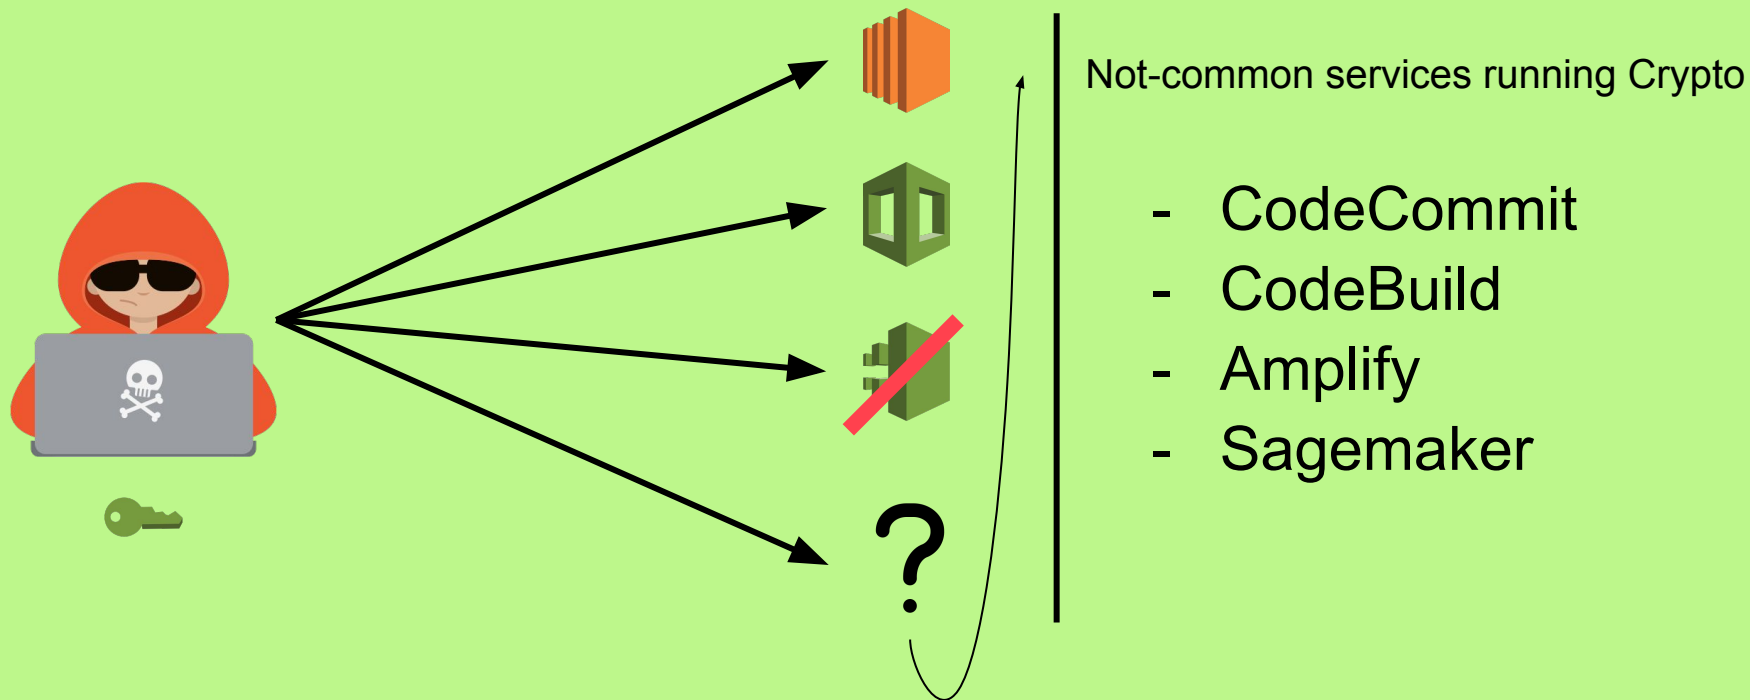 Not-common services running Crypto
- CodeCommit
- CodeBuild
- Amplify
- Sagemaker
?